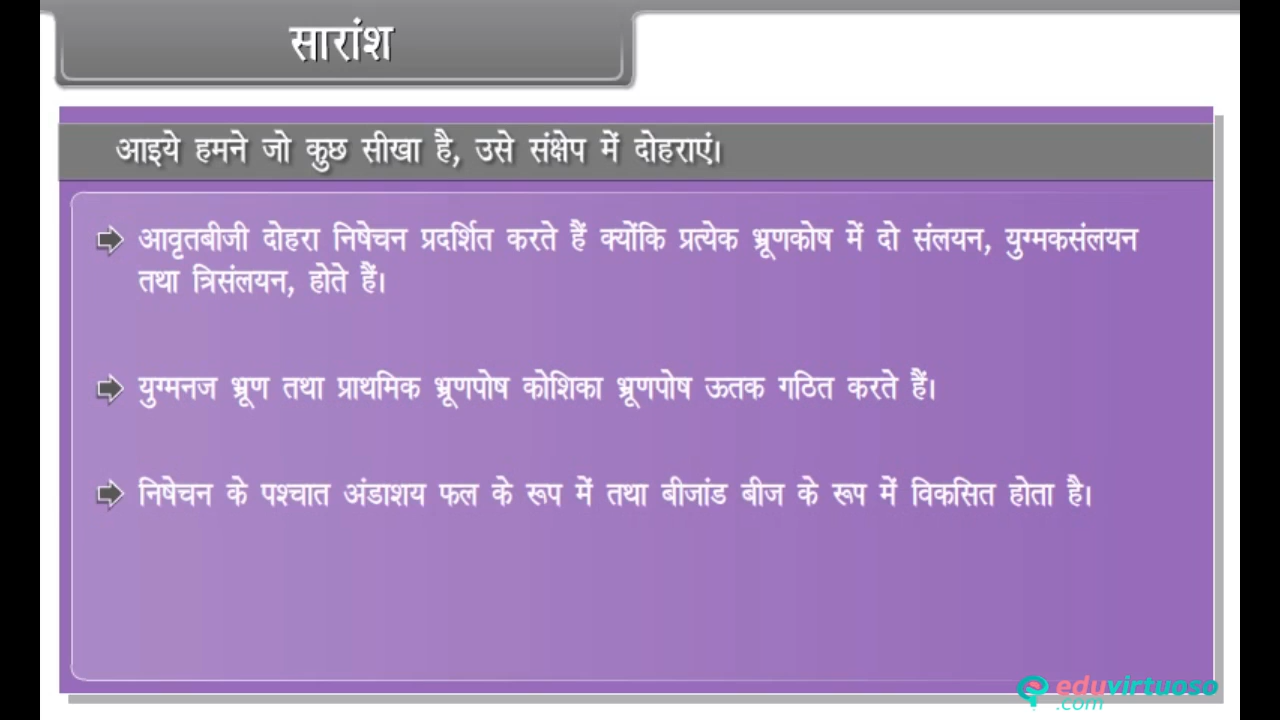 सारांश
आइये हमने जो कुछ सीखा है, उसे संक्षेप में दोहराएं।
आवृतबीजी दोहरा निषेचन प्रदर्शित करते हैं क्योंकि प्रत्येक भ्रूणकोष में दो संलयन, युग्मकसंलयन
तथा त्रिसंलयन, होते हैं।
युग्मनज भ्रूण तथा प्राथमिक भ्रूणपोष कोशिका भ्रूणपोष ऊतक गठित करते हैं।
निषेचन के पश्चात अंडाशय फल के रूप में तथा बीजांड बीज के रूप में विकसित होता है।
eduvirtuoso
.com